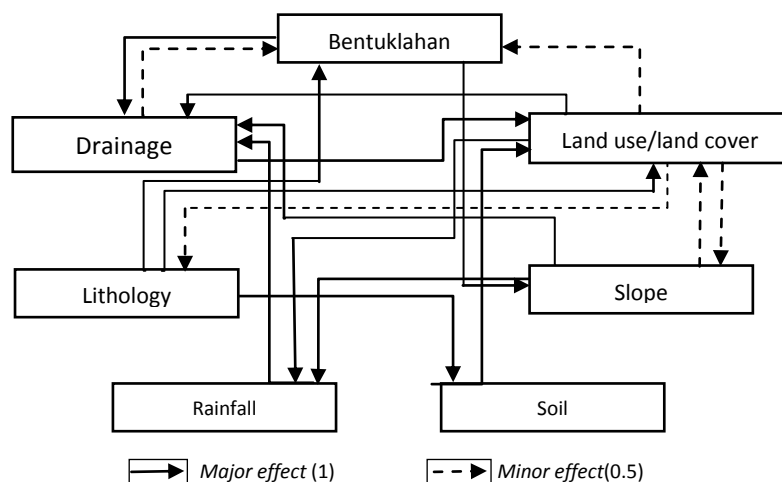 Bentuklahan
Drainage
Land use/land cover
Lithology
Slope
Rainfall
Soil
Major effect (1)
Minor effect(0.5)